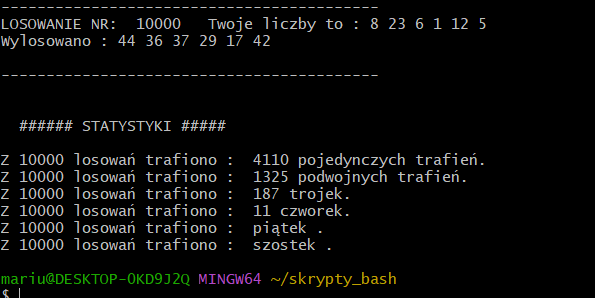 -----------------------------------------
LOSOWANIE NR:  10000   Twoje liczby to : 8 23 6 1 12 5
Wylosowano : 44 36 37 29 17 42
-----------------------------------------
###### STATYSTYKI #####
Z 10000 losowań trafiono :  4110 pojedynczych trafień.
Z 10000 losowań trafiono :  1325 podwojnych trafień.
Z 10000 losowań trafiono :  187 trojek.
Z 10000 losowań trafiono :  11 czworek.
Z 10000 losowań trafiono :  piątek .
Z 10000 losowań trafiono :  szostek .
mariu@DESKTOP-OKD9J2Q MINGW64 ~/skrypty_bash
$